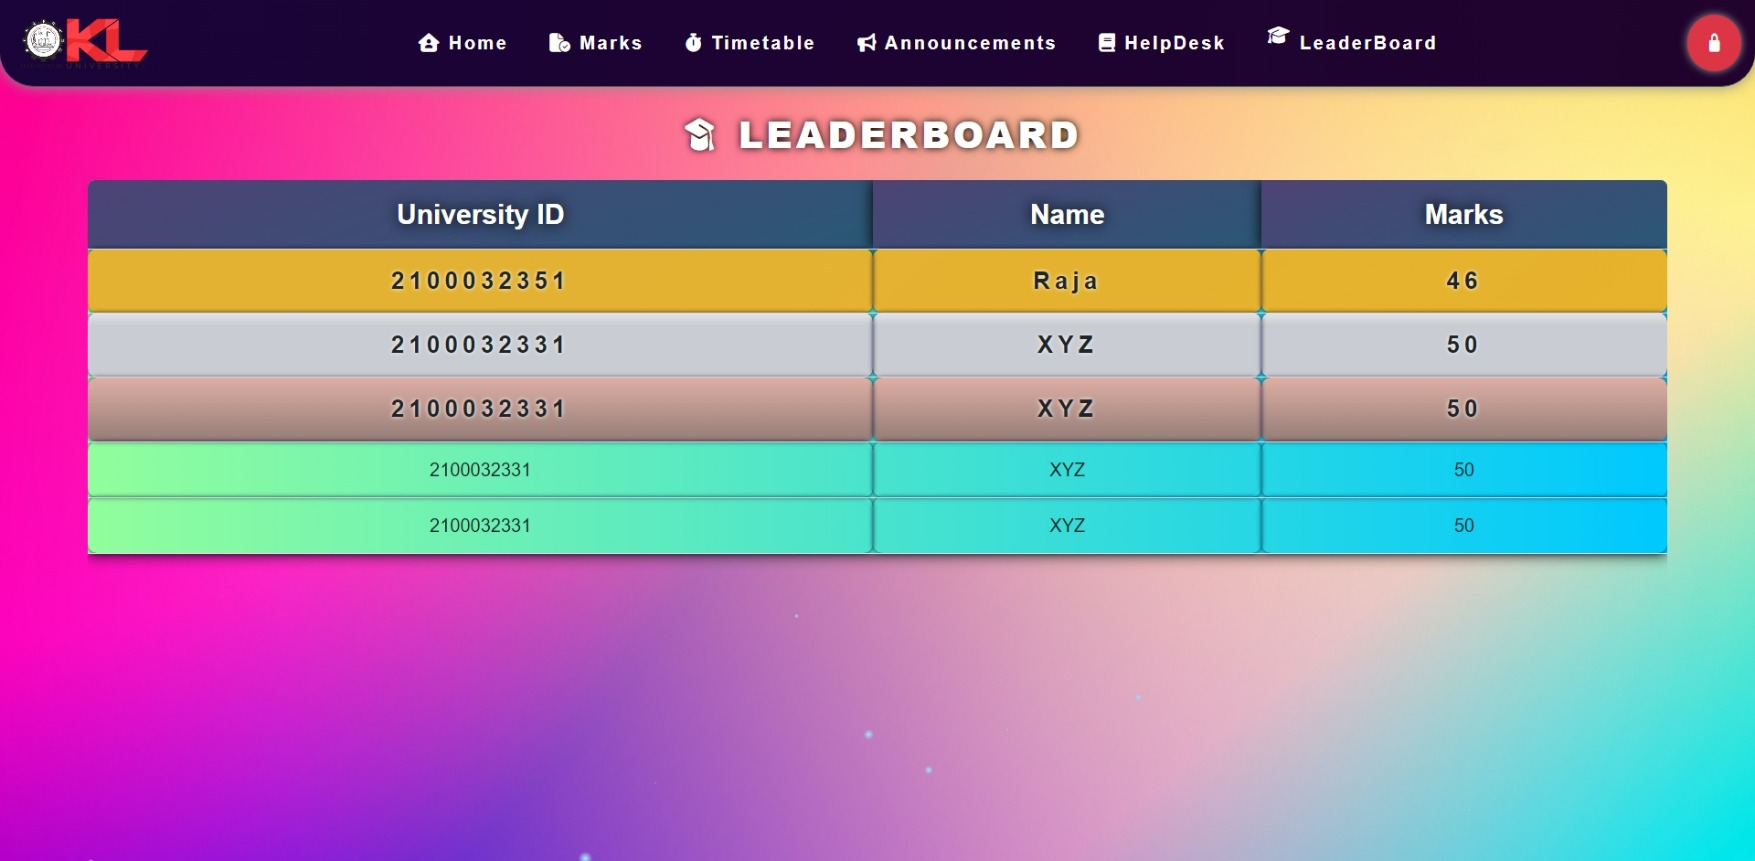 KL
UNIVERSITY
Home Marks Timetable Announcements HelpDesk LeaderBoard
LEADERBOARD
University ID Name Marks
2100032351 Raja 46
2100032331 XYZ 50
2100032331 XYZ 50
2100032331 XYZ 50
2100032331 XYZ 50